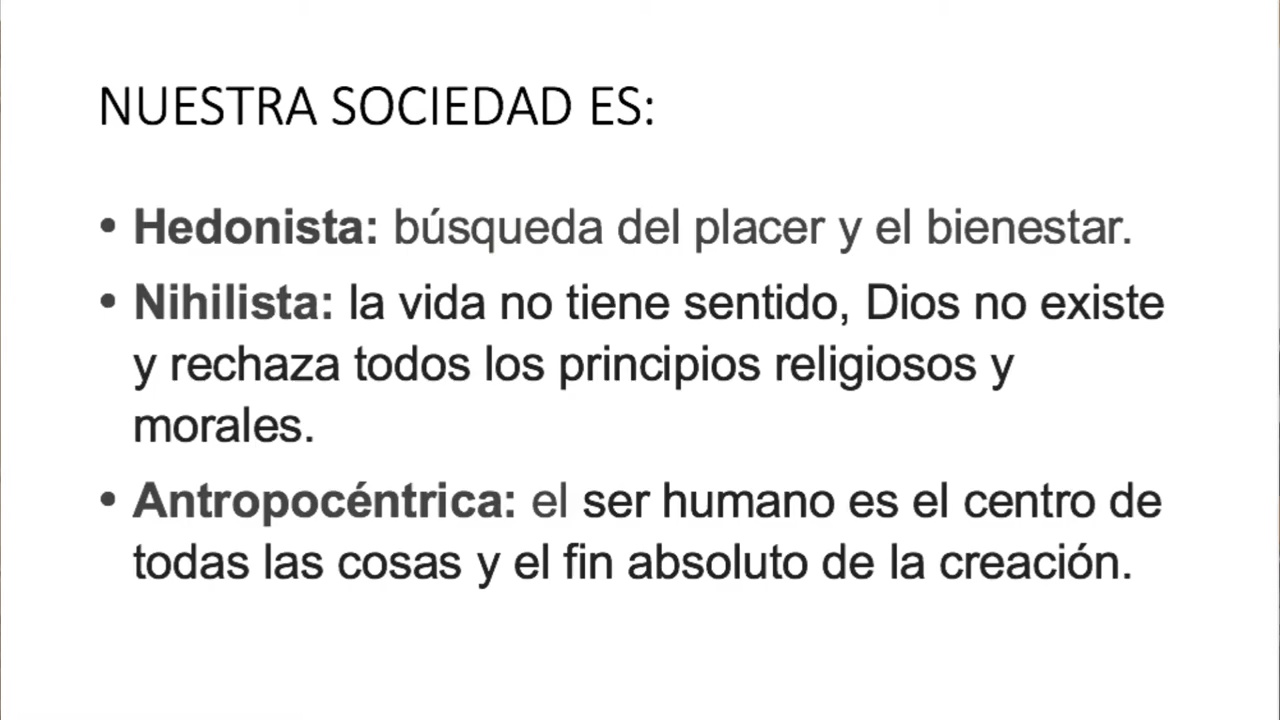 NUESTRA SOCIEDAD ES:
• Hedonista: búsqueda del placer y el bienestar.
• Nihilista: la vida no tiene sentido, Dios no existe
y rechaza todos los principios religiosos y
morales.
• Antropocéntrica: el ser humano es el centro de
todas las cosas y el fin absoluto de la creación.